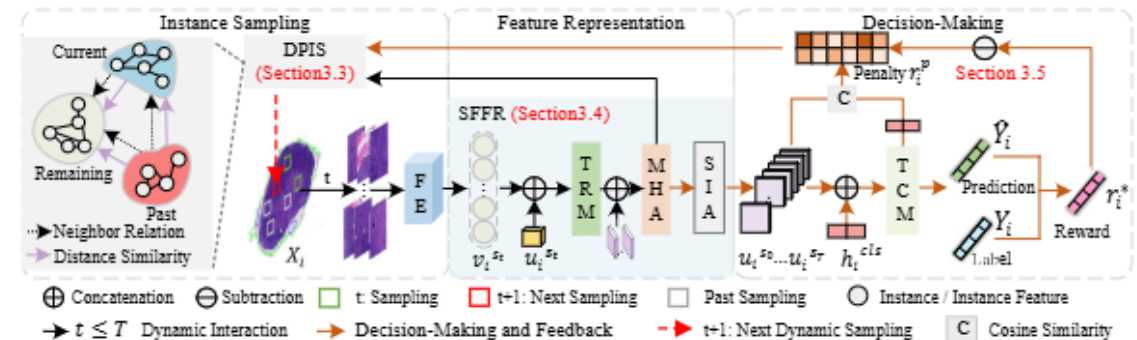 Instance Sampling
Feature Representation
Decision-Making
Current
Remaining
Past
Neighbor Relation
Distance Similarity
DPIS
(Section3.3)
X_i
t
F
E
SFFR (Section3.4)
v_i^{s_t}
u_i^{s_t}
T
R
M
M
H
A
S
I
A
u_i^{s_0}...u_i^{s_T}
h_i^{cls}
C
T
C
M
Penalty r_i^p
Section 3.5
Ŷ_i
Prediction
Y_i
Label
r_i^*
Reward
Concatenation
Subtraction
t: Sampling
t+1: Next Sampling
Past Sampling
Instance / Instance Feature
t ≤ T Dynamic Interaction
Decision-Making and Feedback
t+1: Next Dynamic Sampling
C Cosine Similarity